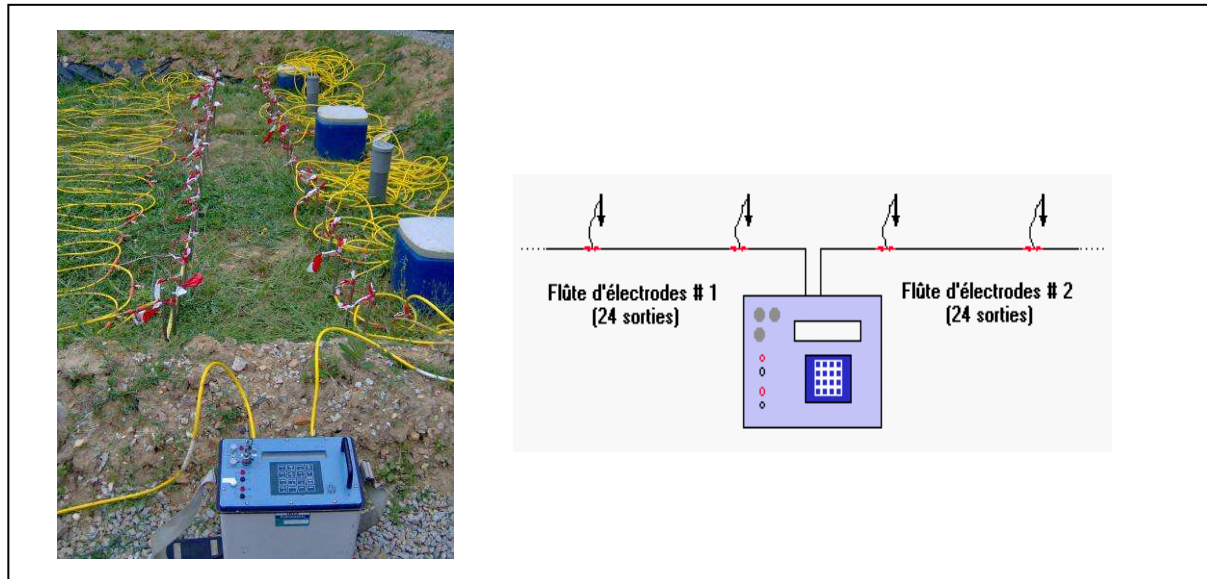 Flûte d'électrodes # 1
(24 sorties)
Flûte d'électrodes # 2
(24 sorties)